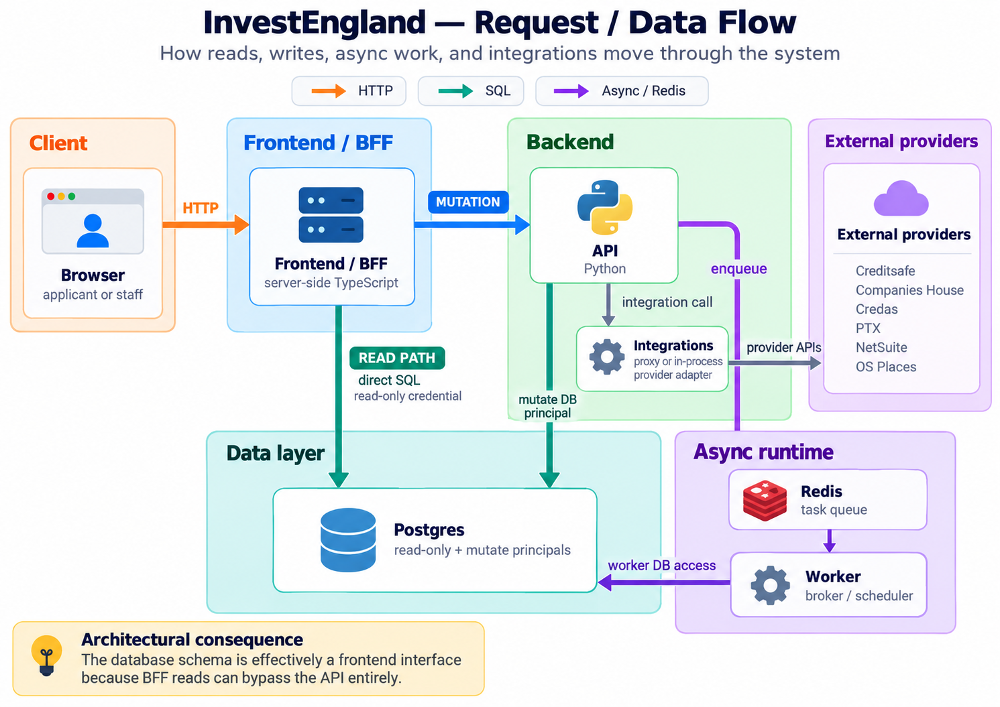 InvestEngland — Request / Data Flow
How reads, writes, async work, and integrations move through the system
HTTP
SQL
Async / Redis
Client
Browser
applicant or staff
HTTP
Frontend / BFF
Frontend / BFF
server-side TypeScript
MUTATION
READ PATH
direct SQL
read-only credential
Backend
API
Python
enqueue
integration call
Integrations
proxy or in-process
provider adapter
provider APIs
mutate DB
principal
External providers
External providers
Creditsafe
Companies House
Credas
PTX
NetSuite
OS Places
Data layer
Postgres
read-only + mutate principals
worker DB access
Async runtime
Redis
task queue
Worker
broker / scheduler
Architectural consequence
The database schema is effectively a frontend interface
because BFF reads can bypass the API entirely.